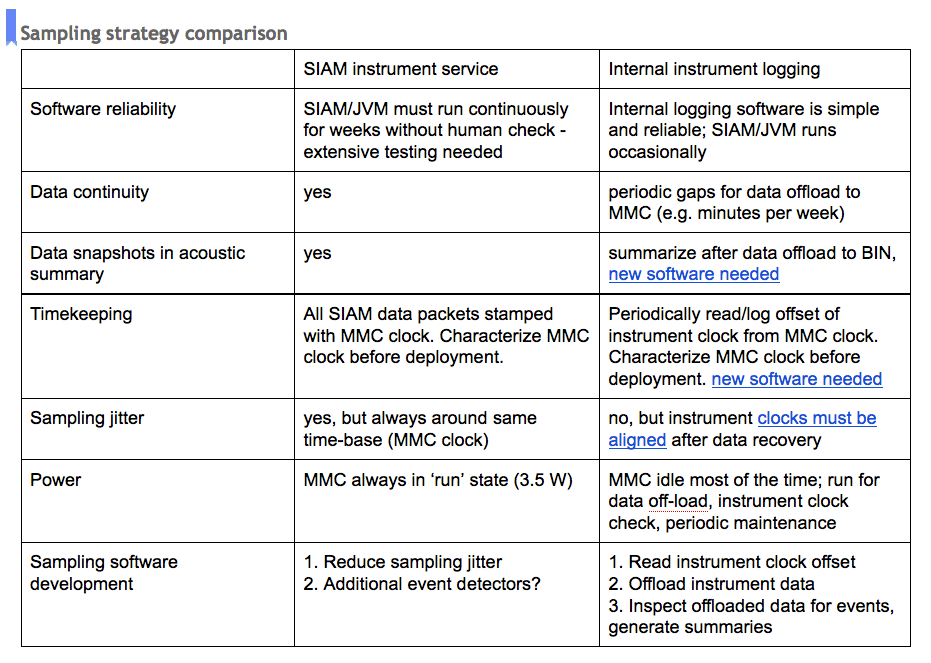 Sampling strategy comparison
SIAM instrument service
Internal instrument logging
Software reliability
SIAM/JVM must run continuously
for weeks without human check -
extensive testing needed
Internal logging software is simple
and reliable; SIAM/JVM runs
occasionally
Data continuity
yes
periodic gaps for data offload to
MMC (e.g. minutes per week)
Data snapshots in acoustic
summary
yes
summarize after data offload to BIN,
new software needed
Timekeeping
All SIAM data packets stamped
with MMC clock. Characterize MMC
clock before deployment.
Periodically read/log offset of
instrument clock from MMC clock.
Characterize MMC clock before
deployment. new software needed
Sampling jitter
yes, but always around same
time-base (MMC clock)
no, but instrument clocks must be
aligned after data recovery
Power
MMC always in ‘run’ state (3.5 W)
MMC idle most of the time; run for
data off-load, instrument clock
check, periodic maintenance
Sampling software
development
1. Reduce sampling jitter
2. Additional event detectors?
1. Read instrument clock offset
2. Offload instrument data
3. Inspect offloaded data for events,
generate summaries